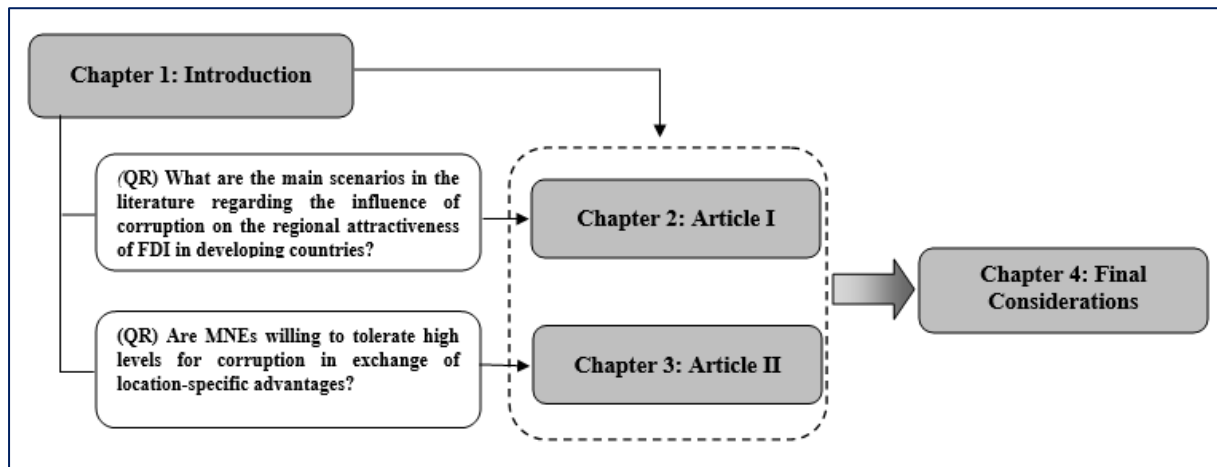 Chapter 1: Introduction
(QR) What are the main scenarios in the
literature regarding the influence of
corruption on the regional attractiveness
of FDI in developing countries?
Chapter 2: Article I
Chapter 4: Final
Considerations
(QR) Are MNEs willing to tolerate high
levels for corruption in exchange of
location-specific advantages?
Chapter 3: Article II